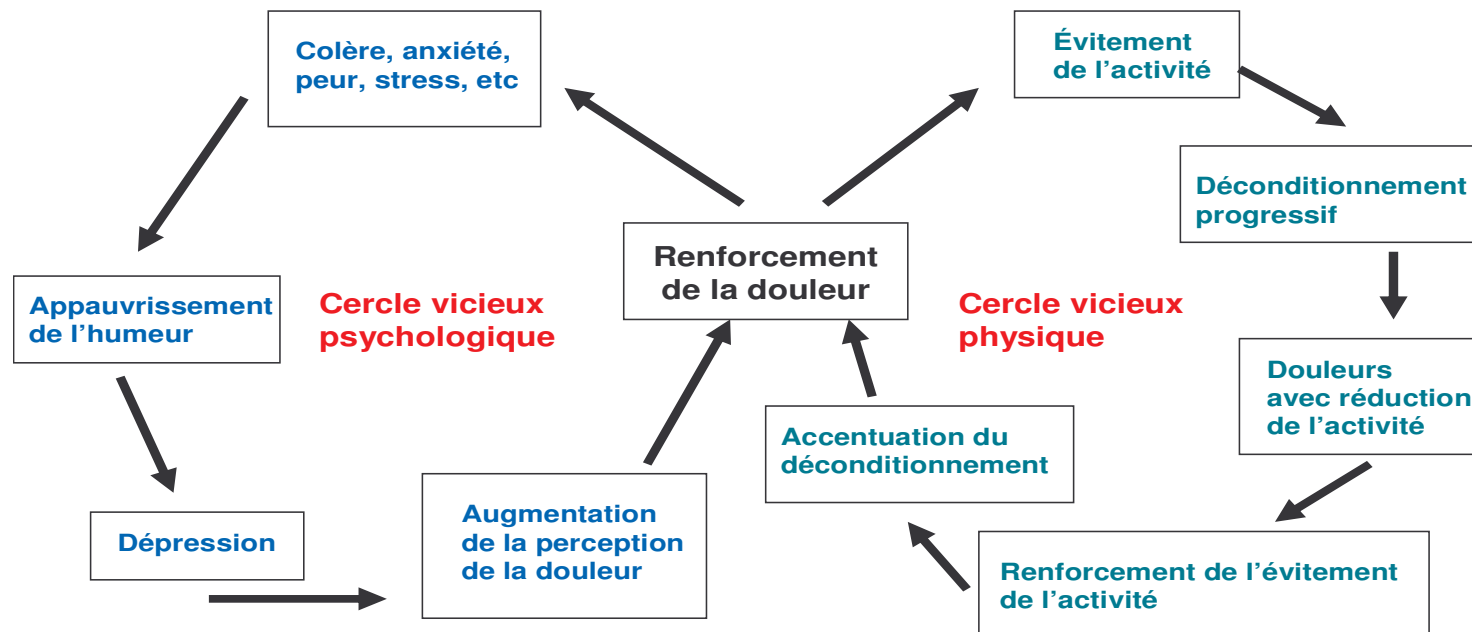 Colère, anxiété,
peur, stress, etc
Appauvrissement
de l’humeur
Dépression
Augmentation
de la perception
de la douleur
Cercle vicieux
psychologique
Renforcement
de la douleur
Cercle vicieux
physique
Évitement
de l’activité
Déconditionnement
progressif
Douleurs
avec réduction
de l’activité
Renforcement de l’évitement
de l’activité
Accentuation du
déconditionnement